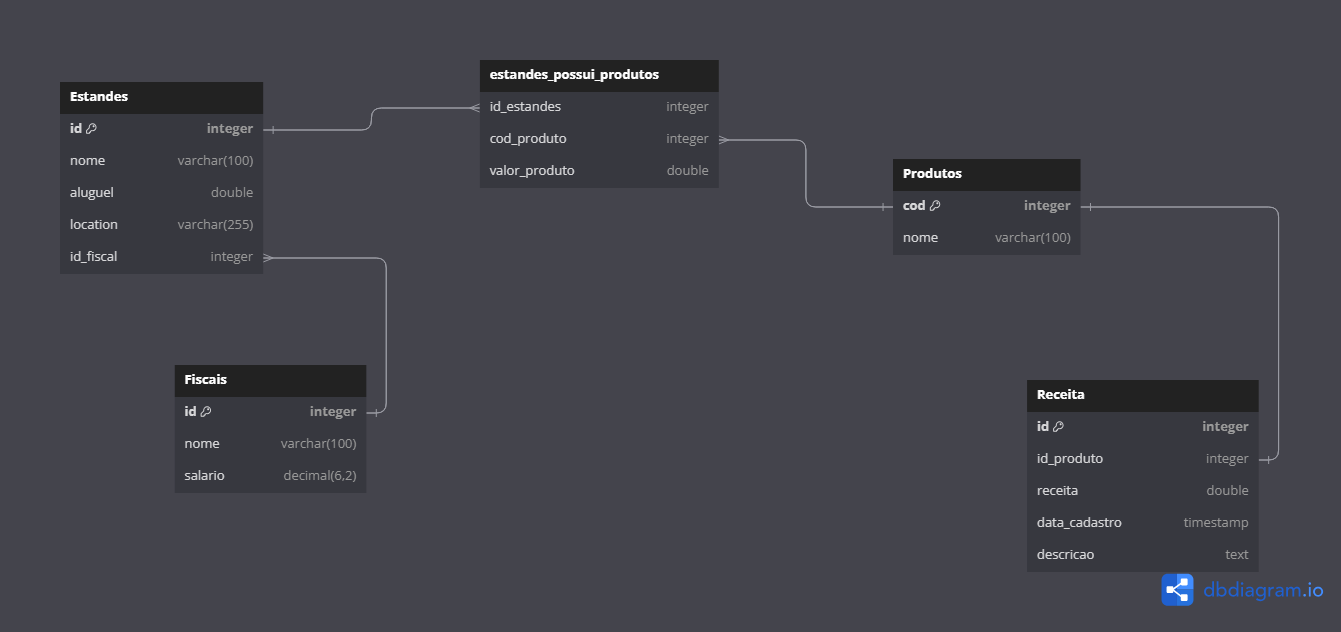 Estandes
id integer
nome varchar(100)
aluguel double
location varchar(255)
id_fiscal integer
estandes_possui_produtos
id_estandes integer
cod_produto integer
valor_produto double
Produtos
cod integer
nome varchar(100)
Fiscais
id integer
nome varchar(100)
salario decimal(6,2)
Receita
id integer
id_produto integer
receita double
data_cadastro timestamp
descricao text
dbdiagram.io